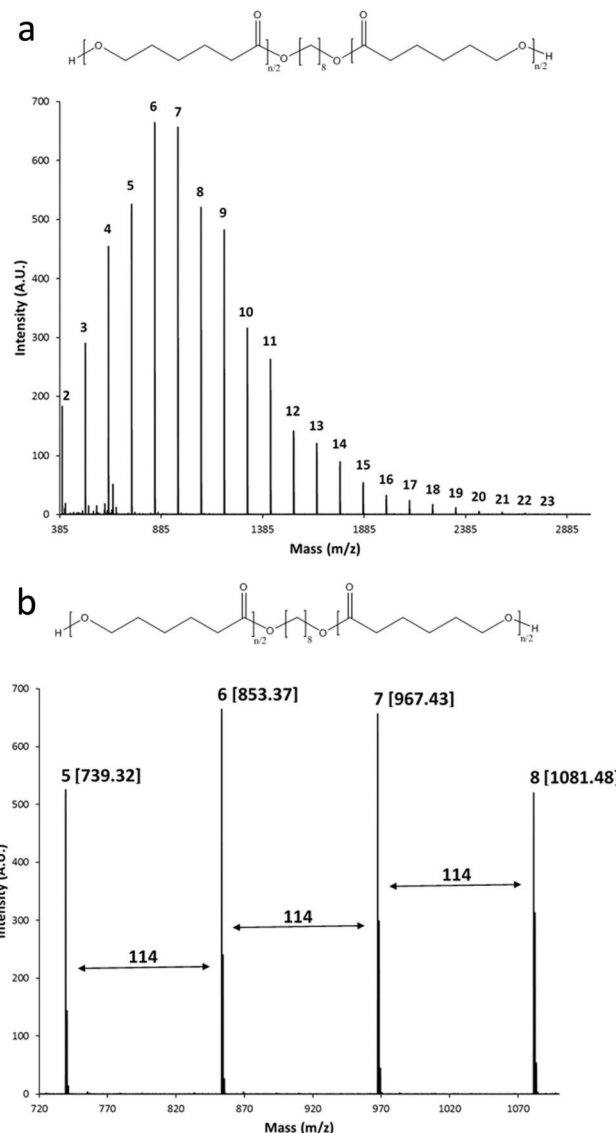 a
O
O
H
O
n/2
O
8
O
O
H
n/2
700
600
500
400
300
200
100
0
Intensity (A.U.)
2
3
4
5
6
7
8
9
10
11
12
13
14
15
16
17
18
19
20
21
22
23
385
885
1385
1885
2385
2885
Mass (m/z)
b
O
O
H
O
n/2
O
8
O
O
H
n/2
700
600
500
400
300
200
100
0
Intensity (A.U.)
5 [739.32]
6 [853.37]
7 [967.43]
8 [1081.48]
114
114
114
720
770
820
870
920
970
1020
1070
Mass (m/z)